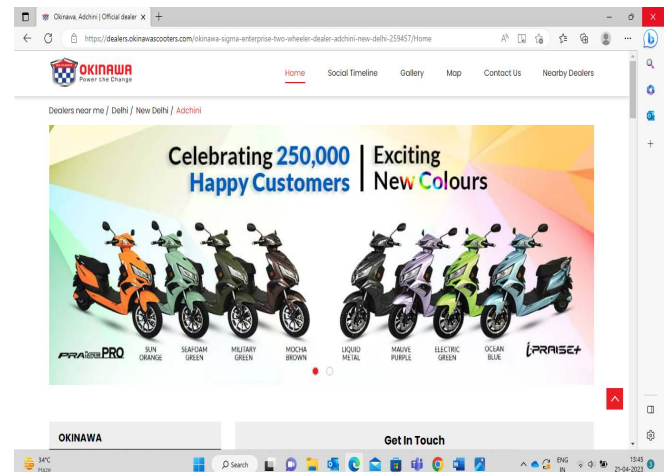 Okinawa, Adchini | Official dealer
https://dealers.okinawascooters.com/okinawa-sigma-enterprise-two-wheeler-dealer-adchini-new-delhi-259457/Home
OKINAWA
Power the Change
Home Social Timeline Gallery Map Contact Us Nearby Dealers
Dealers near me / Delhi / New Delhi / Adchini
Celebrating 250,000 | Exciting
Happy Customers | New Colours
PRAISE PRO
SUN ORANGE
SEAFOAM GREEN
MILITARY GREEN
MOCHA BROWN
LIQUID METAL
MAUVE PURPLE
ELECTRIC GREEN
OCEAN BLUE
i-PRAISE+
OKINAWA
Get In Touch
34°C
Haze
Search
ENG
13:45
21-04-2023